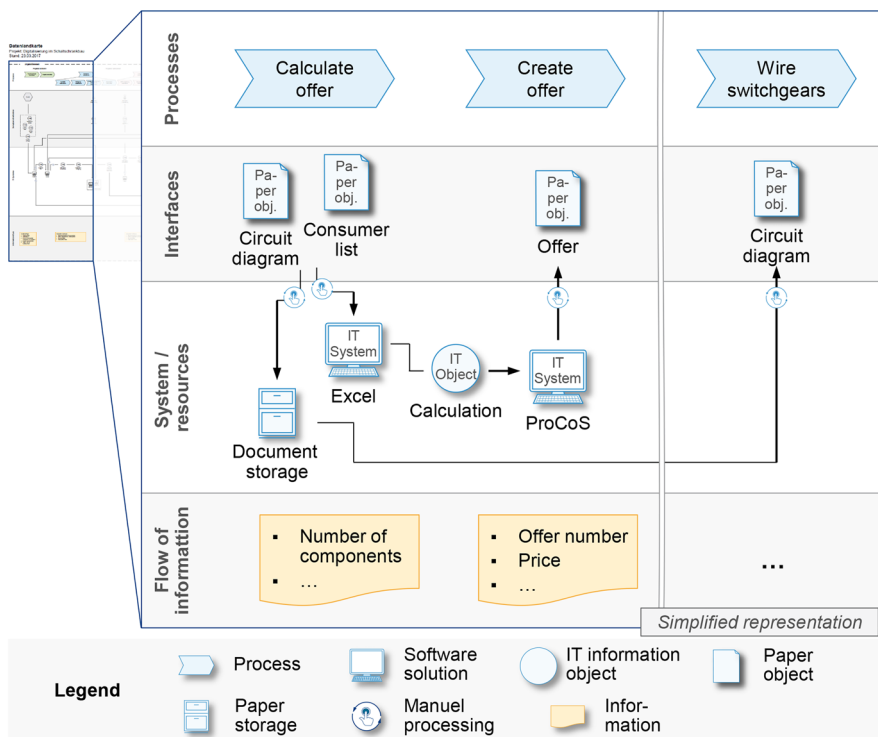 Datenlandkarte
Processes
Calculate
offer
Create
offer
Wire
switchgears
Interfaces
Pa-
per
obj.
Circuit
diagram
Pa-
per
obj.
Consumer
list
Pa-
per
obj.
Offer
Pa-
per
obj.
Circuit
diagram
System /
resources
IT
System
Excel
IT
Object
Calculation
IT
System
ProCoS
Document
storage
Flow of
informattion
▪ Number of
components
▪ …
▪ Offer number
▪ Price
▪ …
...
Simplified representation
Legend
Process
Software
solution
IT information
object
Paper
object
Paper
storage
Manuel
processing
Infor-
mation